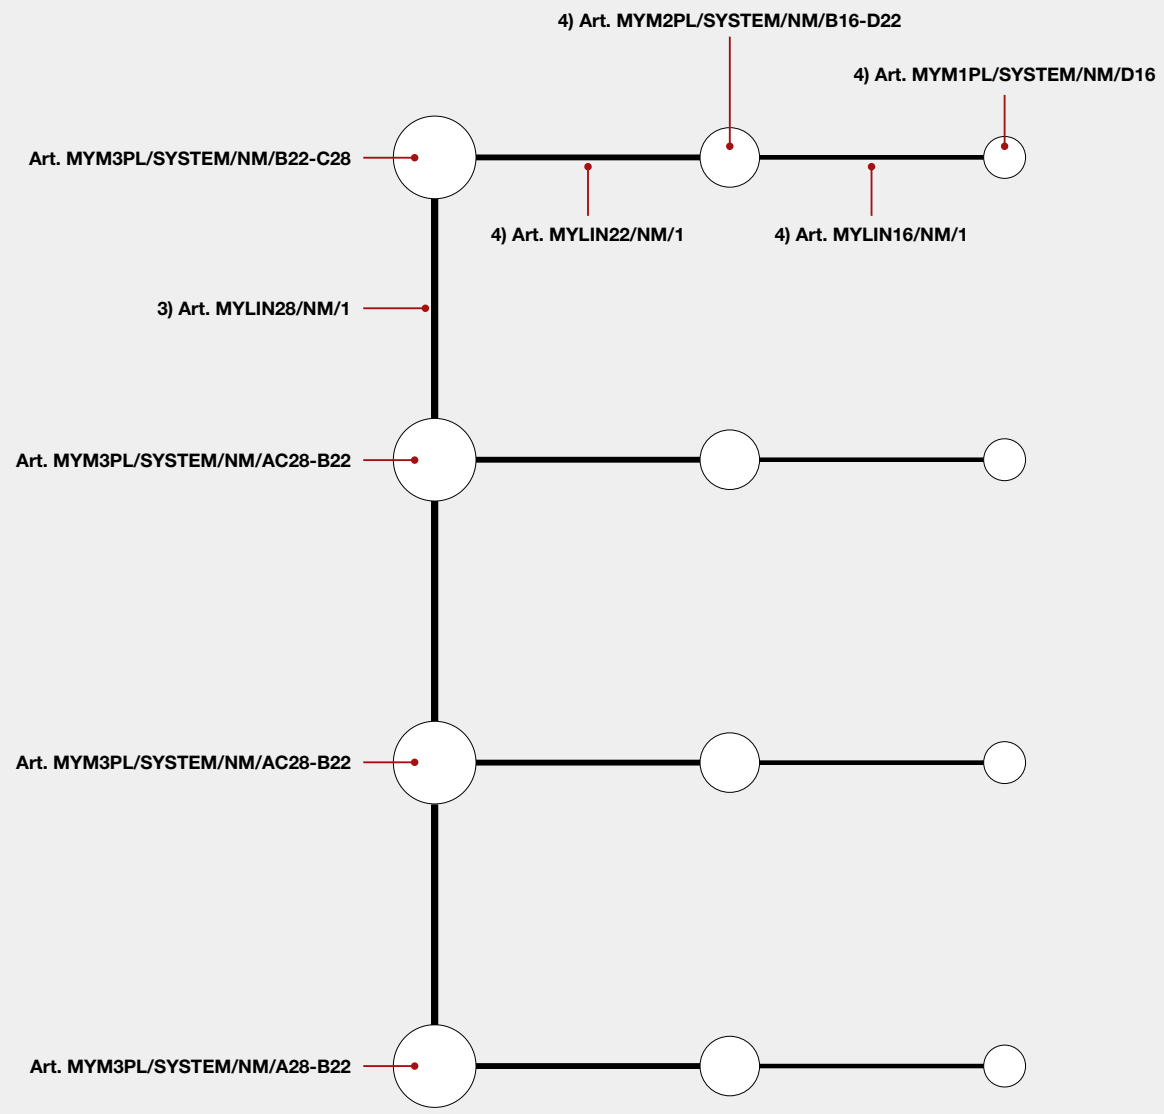 4) Art. MYM2PL/SYSTEM/NM/B16-D22
4) Art. MYM1PL/SYSTEM/NM/D16
Art. MYM3PL/SYSTEM/NM/B22-C28
4) Art. MYLIN22/NM/1
4) Art. MYLIN16/NM/1
3) Art. MYLIN28/NM/1
Art. MYM3PL/SYSTEM/NM/AC28-B22
Art. MYM3PL/SYSTEM/NM/AC28-B22
Art. MYM3PL/SYSTEM/NM/A28-B22